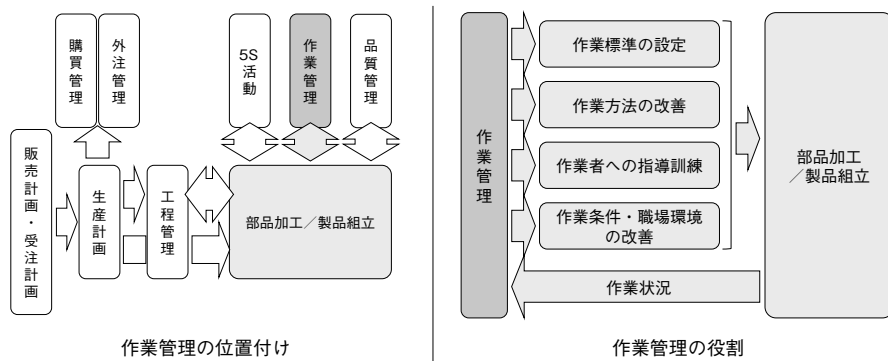 購買管理
外注管理
5S
活動
作業管理
品質管理
販売計画・受注計画
生産計画
工程管理
部品加工／製品組立
作業管理の位置付け
作業管理
作業標準の設定
作業方法の改善
作業者への指導訓練
作業条件・職場環境
の改善
部品加工
／製品組立
作業状況
作業管理の役割